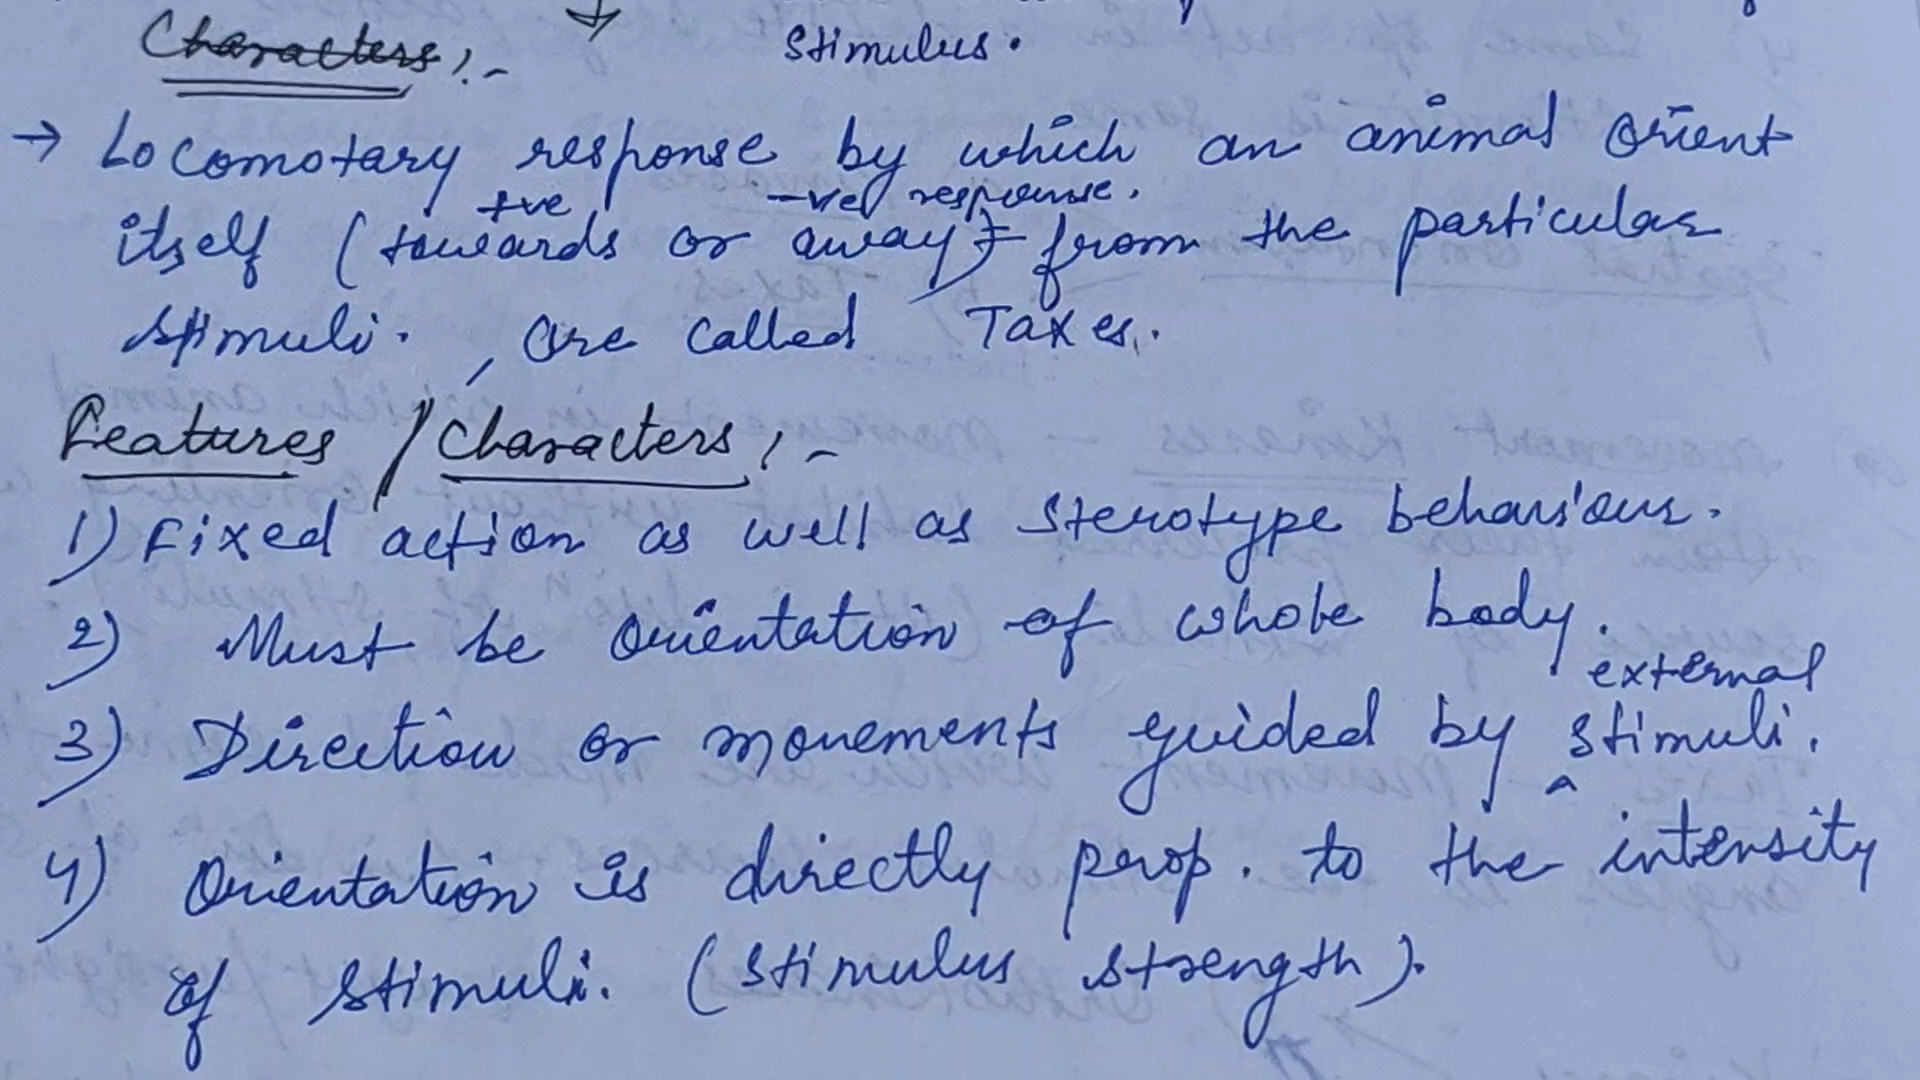 Characters :-
stimulus.
→ Locomotary response by which an animal orient
+ve -ve response.
itself (towards or away) from the particular
stimuli. , are called Taxes.
Features / Characters :-
1) Fixed action as well as sterotype behaviour.
2) Must be orientation of whole body.
external
3) Direction or movements guided by ^ stimuli.
4) Orientation is directly prop. to the intensity
of stimuli. (stimulus strength).